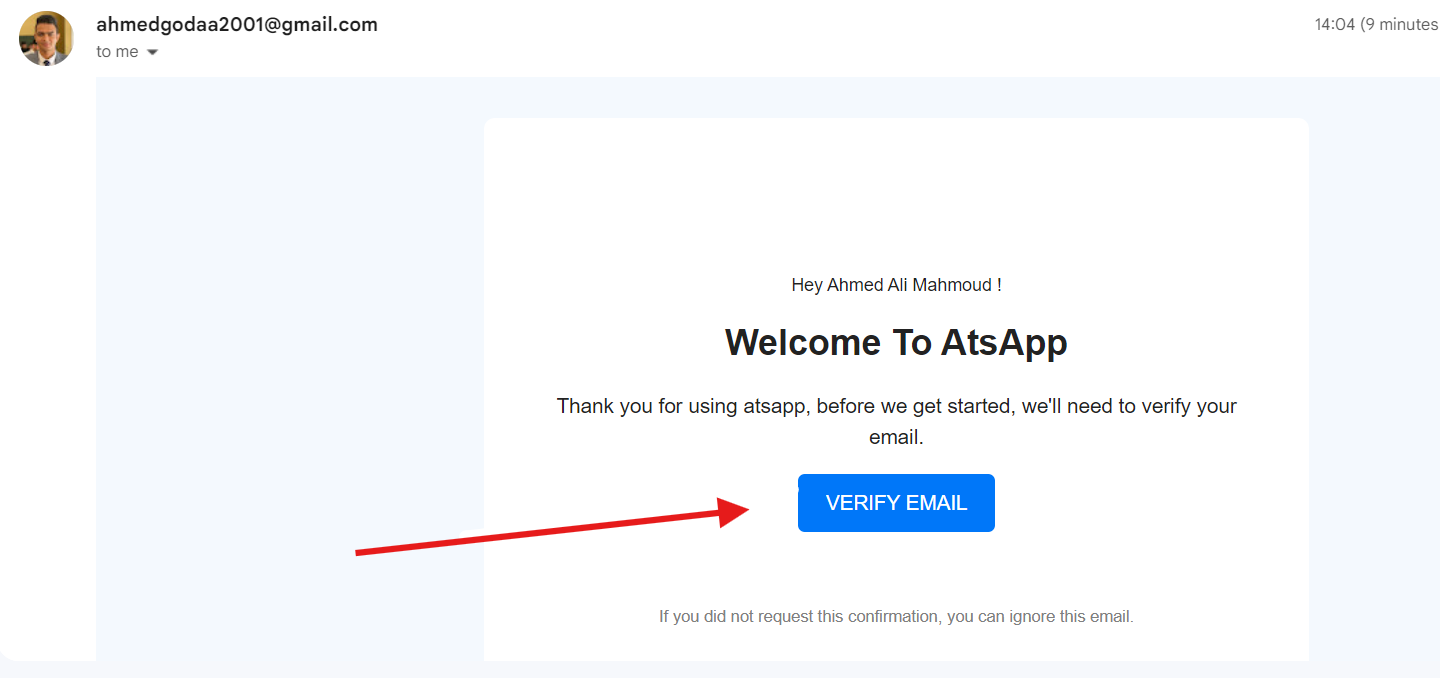 ahmedgodaa2001@gmail.com
14:04 (9 minutes
to me
Hey Ahmed Ali Mahmoud !
Welcome To AtsApp
Thank you for using atsapp, before we get started, we'll need to verify your
email.
VERIFY EMAIL
If you did not request this confirmation, you can ignore this email.